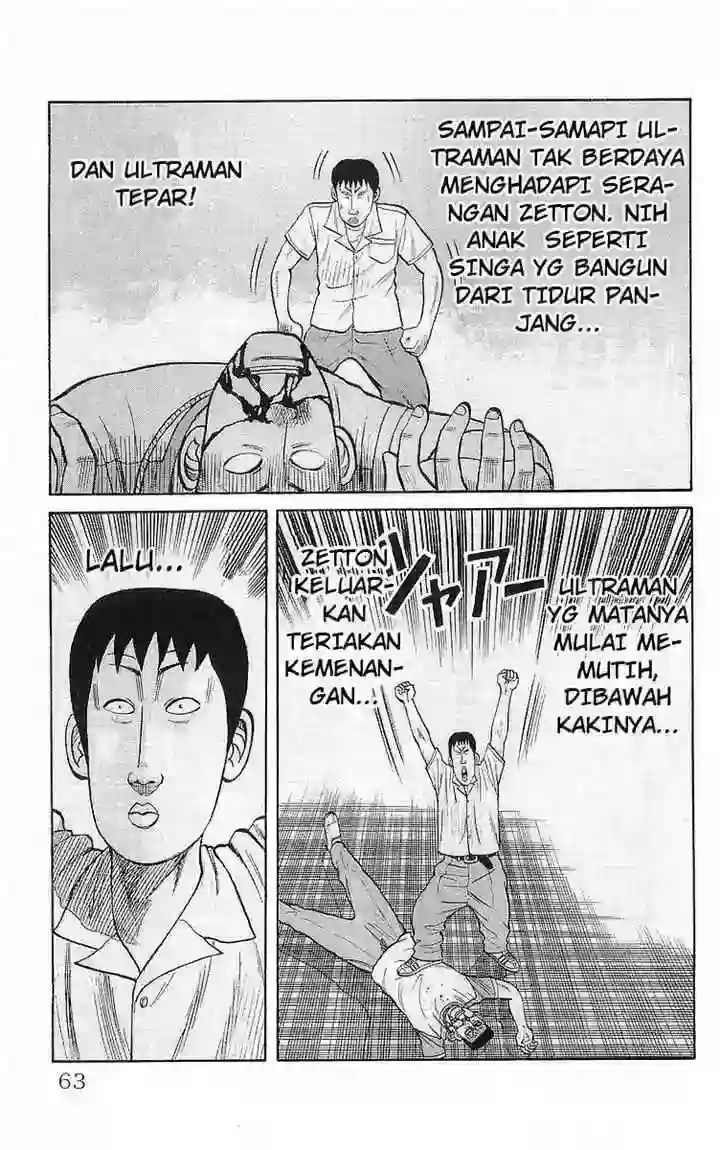 SAMPAI-SAMAPI UL-
TRAMAN TAK BERDAYA
MENGHADAPI SERA-
NGAN ZETTON. NIH
ANAK SEPERTI
SINGA YG BANGUN
DARI TIDUR PAN-
JANG...
DAN ULTRAMAN
TEPAR!
ULTRAMAN
YG MATANYA
MULAI ME-
MUTIH,
DIBAWAH
KAKINYA...
シャアー
ZETTON
KELUAR-
KAN
TERIAKAN
KEMENAN-
GAN...
LALU...
63